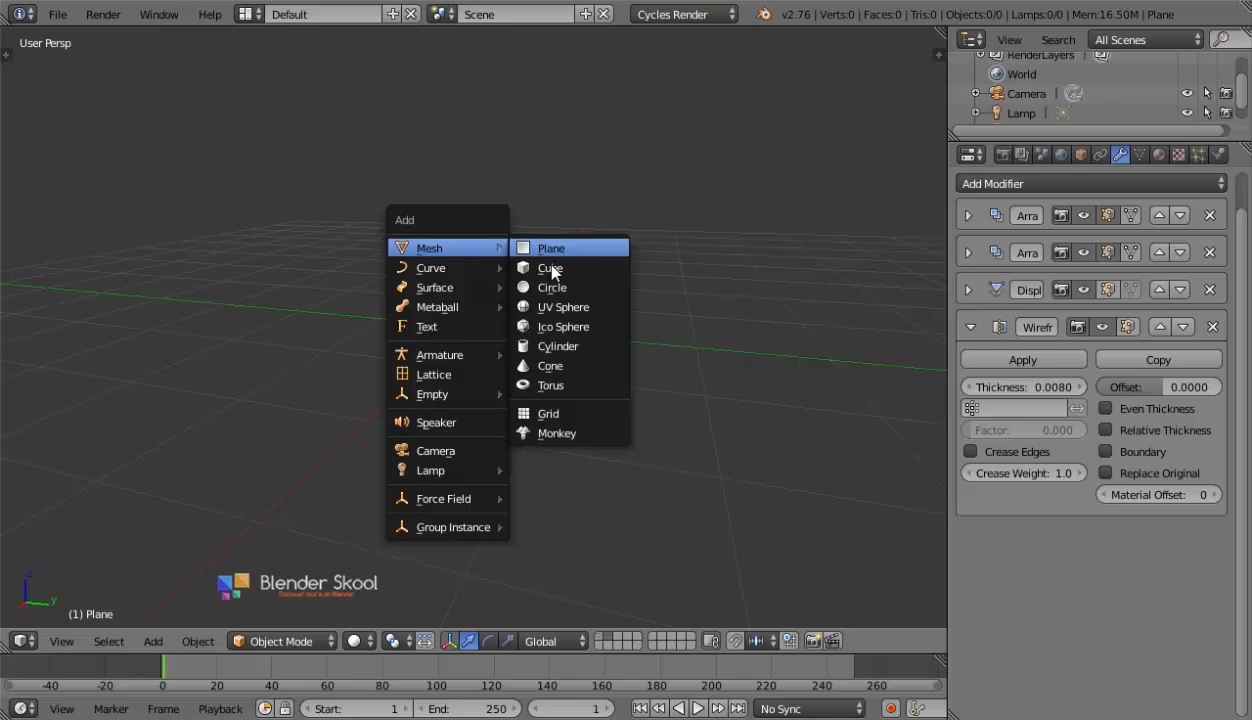 File Render Window Help Default Scene Cycles Render v2.76 | Verts:0 | Faces:0 | Tris:0 | Objects:0/0 | Lamps:0/0 | Mem:16.50M | Plane
User Persp
View Search All Scenes
RenderLayers
World
Camera
Lamp
Add Modifier
Arra
Arra
Displ
Wirefr
Apply Copy
Thickness: 0.0080 Offset: 0.0000
Even Thickness
Factor: 0.000 Relative Thickness
Crease Edges Boundary
Crease Weight: 1.0 Replace Original
Material Offset: 0
Add
Mesh
Curve
Surface
Metaball
Text
Armature
Lattice
Empty
Speaker
Camera
Lamp
Force Field
Group Instance
Plane
Cube
Circle
UV Sphere
Ico Sphere
Cylinder
Cone
Torus
Grid
Monkey
Blender Skool
z
y
(1) Plane
View Select Add Object Object Mode Global
-40 -20 0 20 40 60 80 100 120 140 160 180 200 220 240 260
View Marker Frame Playback Start: 1 End: 250 1 No Sync